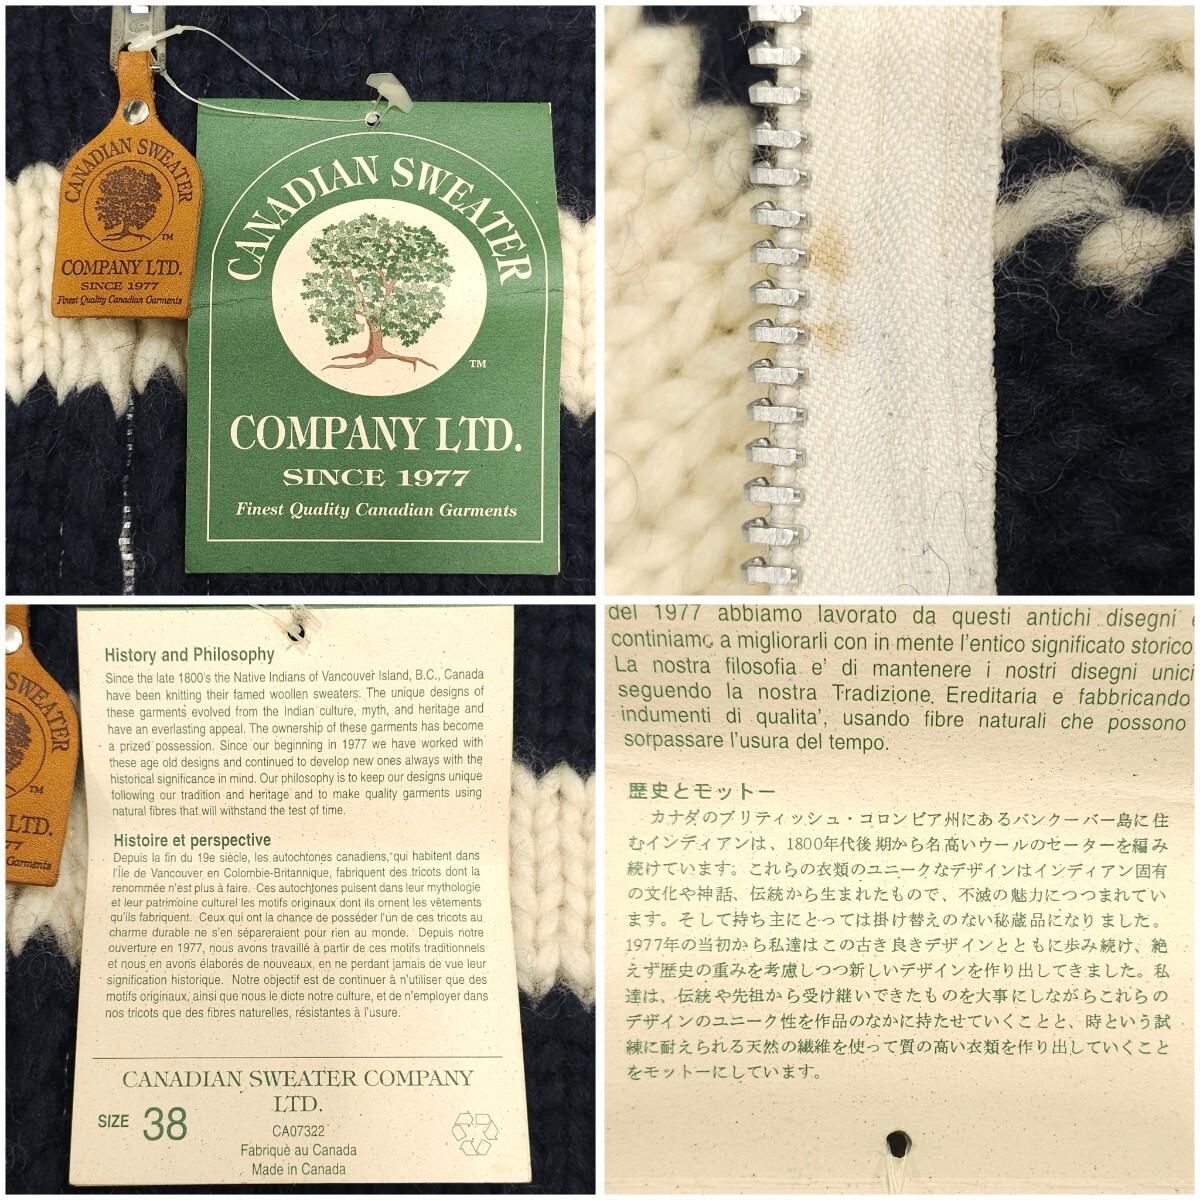 CANADIAN SWEATER
TM
COMPANY LTD.
SINCE 1977
Finest Quality Canadian Garments
CANADIAN SWEATER
TM
COMPANY LTD.
SINCE 1977
Finest Quality Canadian Garments
SWEATER
TM
LTD.
77
Garments
History and Philosophy
Since the late 1800's the Native Indians of Vancouver Island, B.C., Canada
have been knitting their famed woollen sweaters. The unique designs of
these garments evolved from the Indian culture, myth, and heritage and
have an everlasting appeal. The ownership of these garments has become
a prized possession. Since our beginning in 1977 we have worked with
these age old designs and continued to develop new ones always with the
historical significance in mind. Our philosophy is to keep our designs unique
following our tradition and heritage and to make quality garments using
natural fibres that will withstand the test of time.
Histoire et perspective
Depuis la fin du 19e siècle, les autochtones canadiens, qui habitent dans
l'Île de Vancouver en Colombie-Britannique, fabriquent des tricots dont la
renommée n'est plus à faire. Ces autochtones puisent dans leur mythologie
et leur patrimoine culturel les motifs originaux dont ils ornent les vêtements
qu'ils fabriquent. Ceux qui ont la chance de posséder l'un de ces tricots au
charme durable ne s'en sépareraient pour rien au monde. Depuis notre
ouverture en 1977, nous avons travaillé à partir de ces motifs traditionnels
et nous en avons élaborés de nouveaux, en ne perdant jamais de vue leur
signification historique. Notre objectif est de continuer à n'utiliser que des
motifs originaux, ainsi que nous le dicte notre culture, et de n'employer dans
nos tricots que des fibres naturelles, résistantes à l'usure.
CANADIAN SWEATER COMPANY
LTD.
SIZE 38
CA07322
Fabriquè au Canada
Made in Canada
del 1977 abbiamo lavorato da questi antichi disegni e
continiamo a migliorarli con in mente l'entico significato storico.
La nostra filosofia e' di mantenere i nostri disegni unici
seguendo la nostra Tradizione Ereditaria e fabbricando
indumenti di qualita', usando fibre naturali che possono
sorpassare l'usura del tempo.
歴史とモットー
カナダのブリティッシュ・コロンビア州にあるバンクーバー島に住
むインディアンは、1800年代後期から名高いウールのセーターを編み
続けています。これらの衣類のユニークなデザインはインディアン固有
の文化や神話、伝統から生まれたもので、不滅の魅力につつまれてい
ます。そして持ち主にとっては掛け替えのない秘蔵品になりました。
1977年の当初から私達はこの古き良きデザインとともに歩み続け、絶
えず歴史の重みを考慮しつつ新しいデザインを作り出してきました。私
達は、伝統や先祖から受け継いできたものを大事にしながらこれらの
デザインのユニーク性を作品のなかに持たせていくことと、時という試
練に耐えられる天然の繊維を使って質の高い衣類を作り出していくこと
をモットーにしています。